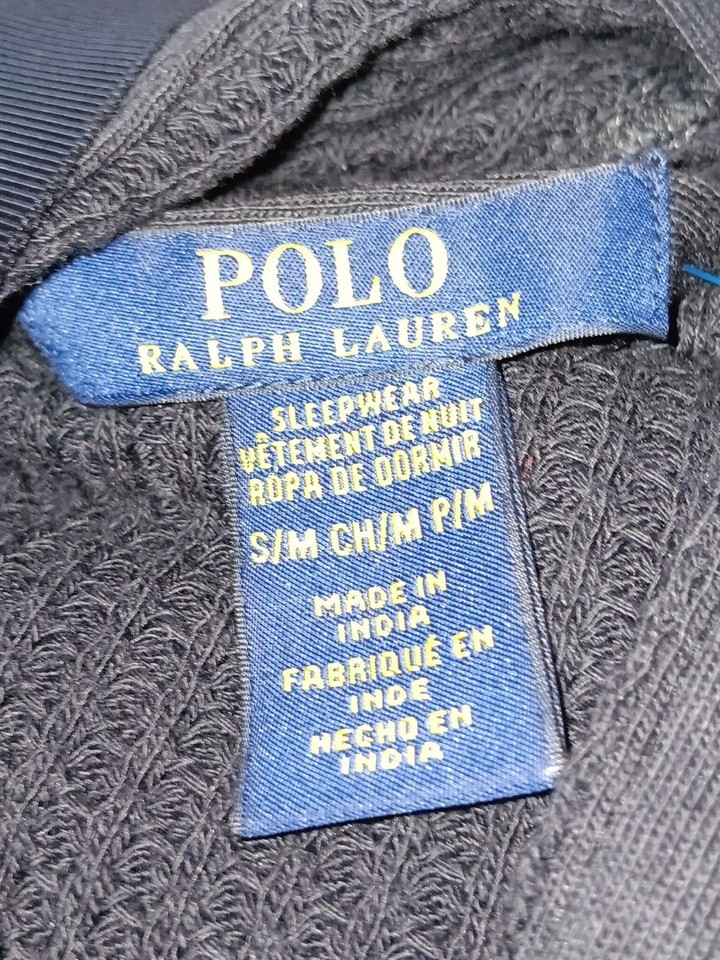 POLO
RALPH LAUREN
SLEEPWEAR
VÊTEMENT DE NUIT
ROPA DE DORMIR
S/M CH/M P/M
MADE IN
INDIA
FABRIQUÉ EN
INDE
HECHO EN
INDIA